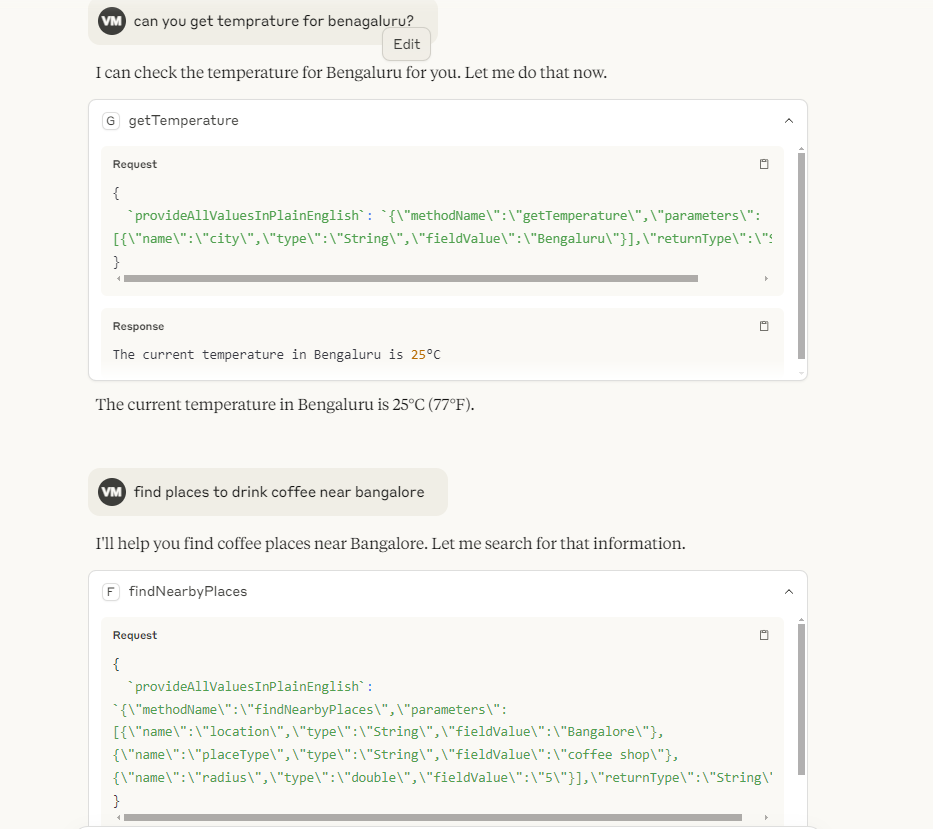 VM can you get temprature for benagaluru?
Edit
I can check the temperature for Bengaluru for you. Let me do that now.
G getTemperature
Request
{
`provideAllValuesInPlainEnglish`: `{\"methodName\":\"getTemperature\",\"parameters\":
[{\"name\":\"city\",\"type\":\"String\",\"fieldValue\":\"Bengaluru\"}],\"returnType\":\"
}
Response
The current temperature in Bengaluru is 25°C
The current temperature in Bengaluru is 25°C (77°F).
VM find places to drink coffee near bangalore
I'll help you find coffee places near Bangalore. Let me search for that information.
F findNearbyPlaces
Request
{
`provideAllValuesInPlainEnglish`:
`{\"methodName\":\"findNearbyPlaces\",\"parameters\":
[{\"name\":\"location\",\"type\":\"String\",\"fieldValue\":\"Bangalore\"},
{\"name\":\"placeType\",\"type\":\"String\",\"fieldValue\":\"coffee shop\"},
{\"name\":\"radius\",\"type\":\"double\",\"fieldValue\":\"5\"}],\"returnType\":\"String\"
}